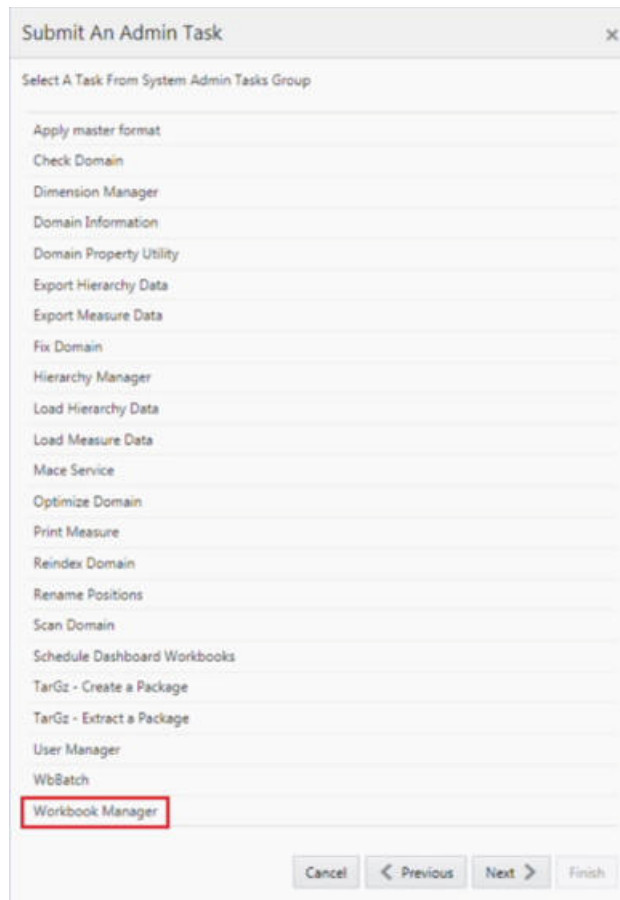 Submit An Admin Task
Select A Task From System Admin Tasks Group
Apply master format
Check Domain
Dimension Manager
Domain Information
Domain Property Utility
Export Hierarchy Data
Export Measure Data
Fix Domain
Hierarchy Manager
Load Hierarchy Data
Load Measure Data
Mace Service
Optimize Domain
Print Measure
Reindex Domain
Rename Positions
Scan Domain
Schedule Dashboard Workbooks
TarGz - Create a Package
TarGz - Extract a Package
User Manager
WbBatch
Workbook Manager
Cancel Previous Next Finish